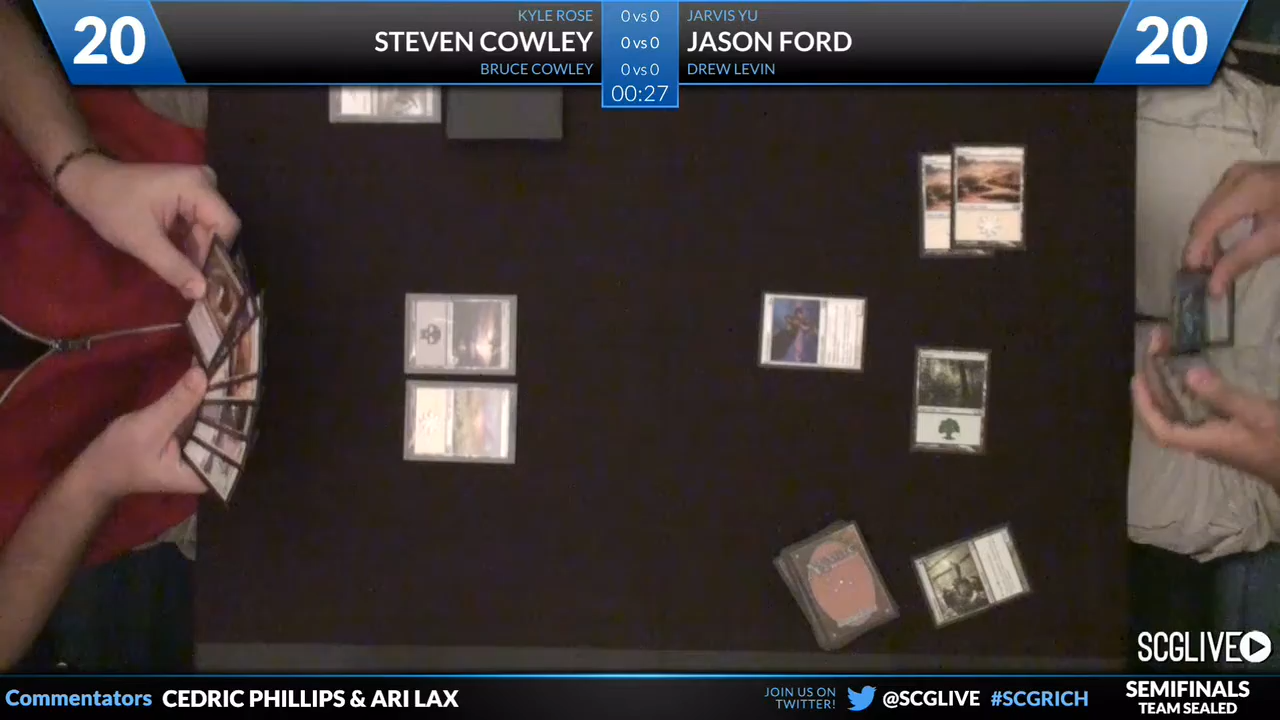 20
KYLE ROSE 0 vs 0 JARVIS YU
STEVEN COWLEY 0 vs 0 JASON FORD
BRUCE COWLEY 0 vs 0 DREW LEVIN
00:27
20
SCGLIVE
Commentators CEDRIC PHILLIPS & ARI LAX
JOIN US ON
TWITTER!
@SCGLIVE #SCGRICH
SEMIFINALS
TEAM SEALED